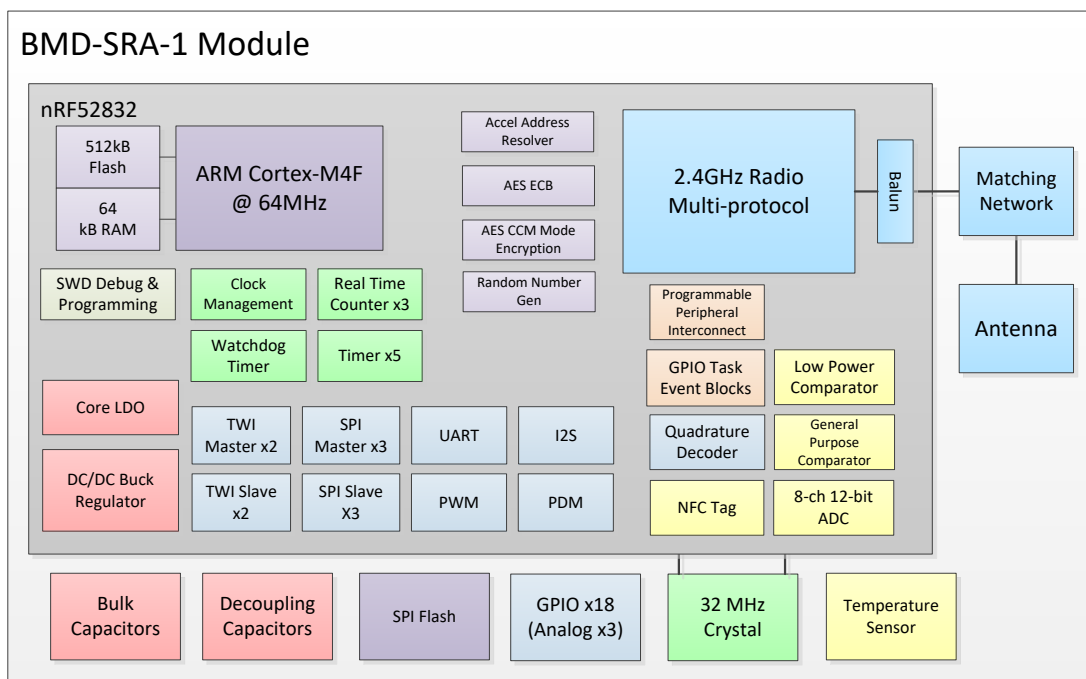 BMD-SRA-1 Module
nRF52832
512kB
Flash
64
kB RAM
ARM Cortex-M4F
@ 64MHz
Accel Address
Resolver
AES ECB
AES CCM Mode
Encryption
Random Number
Gen
2.4GHz Radio
Multi-protocol
Balun
Matching
Network
Antenna
SWD Debug &
Programming
Clock
Management
Real Time
Counter x3
Watchdog
Timer
Timer x5
Programmable
Peripheral
Interconnect
GPIO Task
Event Blocks
Low Power
Comparator
Core LDO
DC/DC Buck
Regulator
TWI
Master x2
SPI
Master x3
UART
I2S
Quadrature
Decoder
General
Purpose
Comparator
TWI Slave
x2
SPI Slave
X3
PWM
PDM
NFC Tag
8-ch 12-bit
ADC
Bulk
Capacitors
Decoupling
Capacitors
SPI Flash
GPIO x18
(Analog x3)
32 MHz
Crystal
Temperature
Sensor